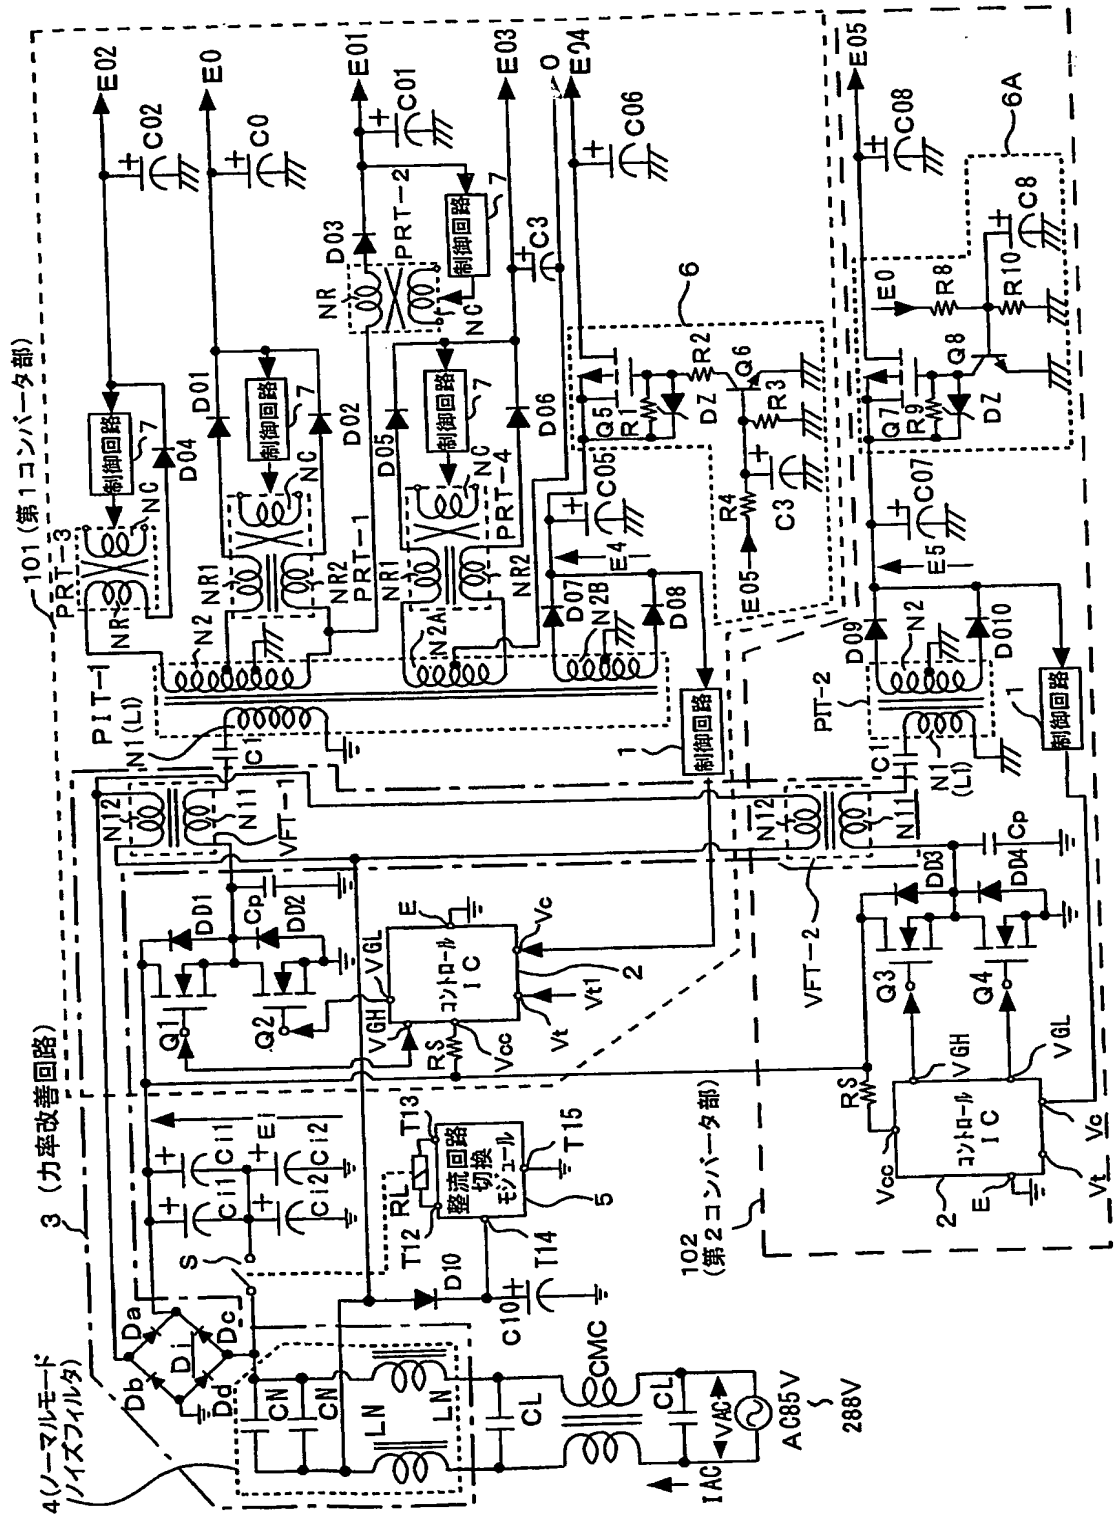 101(第1コンバータ部)
PRT-3
制御回路
7
NC
NR
D04
E02
C02
E0
C0
D01
制御回路
7
NC
D02
NR1
NR2
PRT-1
N2
PIT-1
N1(L1)
C1
E01
C01
D03
PRT-2
NR
NC
制御回路
7
E03
C3
0
D05
制御回路
7
NC
PRT-4
D06
NR1
NR2
N2A
E04
C06
6
Q5
R1
DZ
R2
Q6
R3
R4
C3
E05
C05
E4
D07
N2B
D08
1
制御回路
E05
C08
6A
E0
R8
C8
R10
Q7
R9
DZ
Q8
C07
E5
D09
N2
D010
PIT-2
N1
(L1)
C1
1
制御回路
3 (力率改善回路)
N12
N11
VFT-1
DD1
Cp
DD2
Q1
Q2
VGH
VGL
E
コントロール
IC
Vc
2
Vt1
Vt
Vcc
RS
N12
N11
VFT-2
DD3
Cp
DD4
Q3
Q4
VGH
VGL
RS
Vcc
コントロール
IC
2
E
Vc
Vt
102
(第2コンバータ部)
Ci1
Ci1
Ei
Ci2
Ci2
S
RL
T13
T12
整流回路
切換
モジュール
T15
5
T14
D10
C10
Da
Db
Dc
Dd
Di
4(ノーマルモード
ノイズフィルタ)
CN
CN
LN
LN
CL
CMC
CL
VAC
IAC
AC85V
~
288V